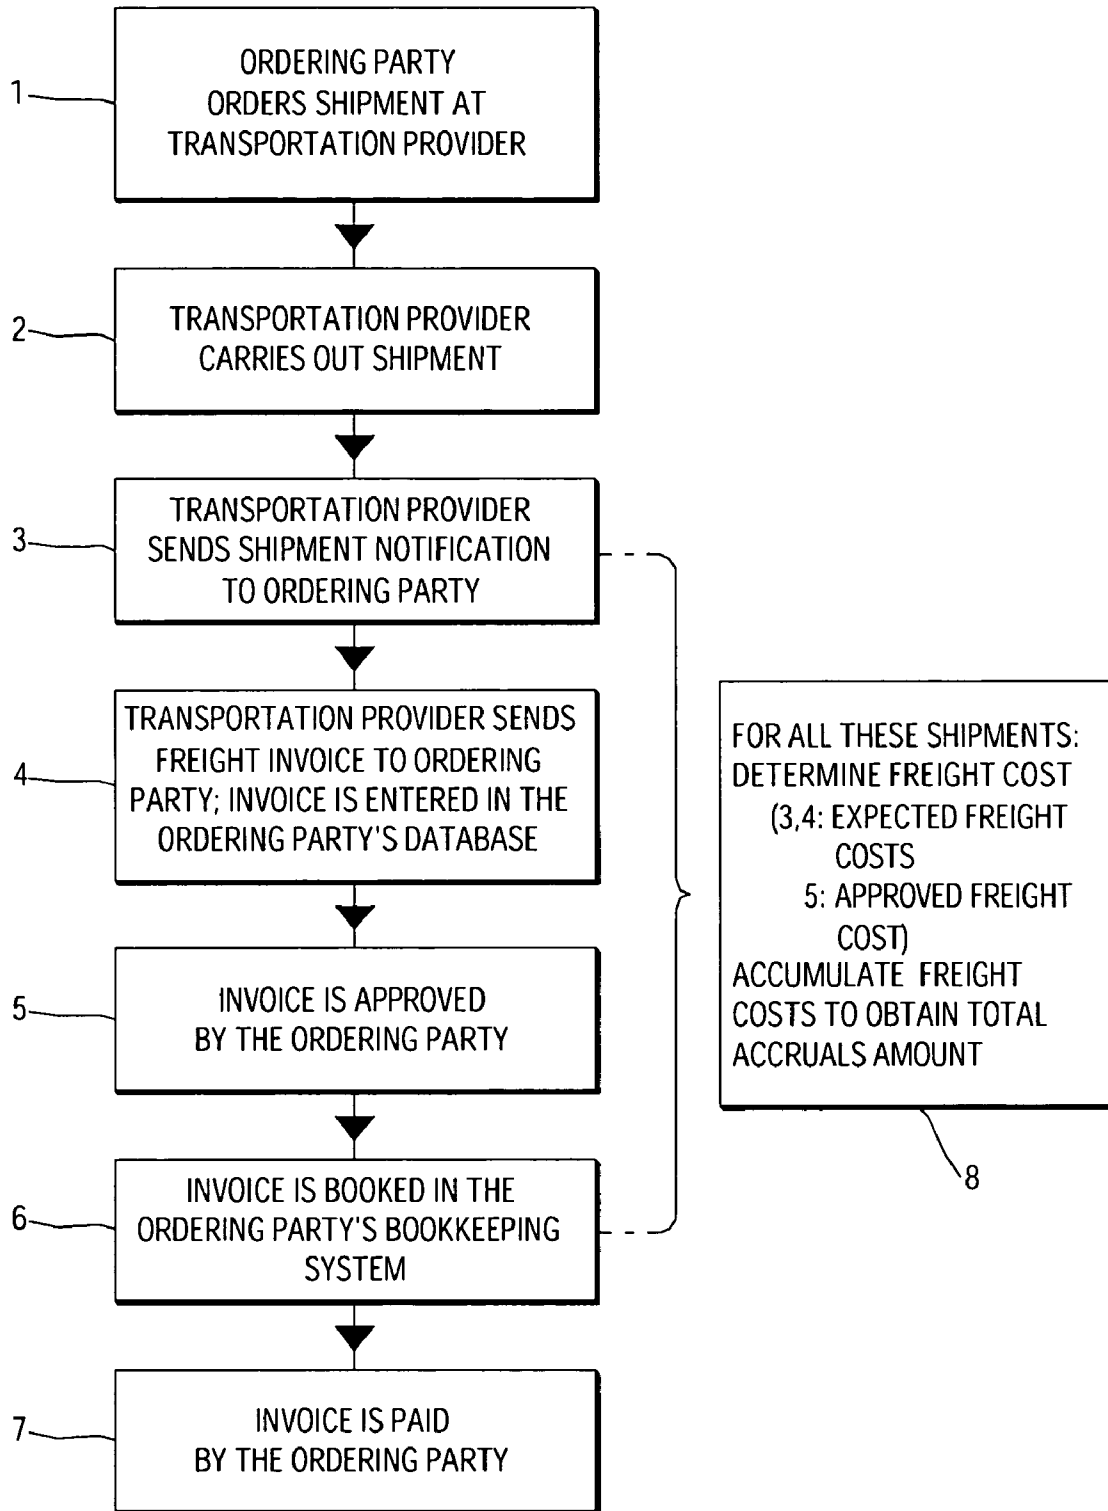 1
ORDERING PARTY
ORDERS SHIPMENT AT
TRANSPORTATION PROVIDER
2
TRANSPORTATION PROVIDER
CARRIES OUT SHIPMENT
3
TRANSPORTATION PROVIDER
SENDS SHIPMENT NOTIFICATION
TO ORDERING PARTY
4
TRANSPORTATION PROVIDER SENDS
FREIGHT INVOICE TO ORDERING
PARTY; INVOICE IS ENTERED IN THE
ORDERING PARTY'S DATABASE
5
INVOICE IS APPROVED
BY THE ORDERING PARTY
6
INVOICE IS BOOKED IN THE
ORDERING PARTY'S BOOKKEEPING
SYSTEM
7
INVOICE IS PAID
BY THE ORDERING PARTY
FOR ALL THESE SHIPMENTS:
DETERMINE FREIGHT COST
(3,4: EXPECTED FREIGHT
COSTS
5: APPROVED FREIGHT
COST)
ACCUMULATE FREIGHT
COSTS TO OBTAIN TOTAL
ACCRUALS AMOUNT
8